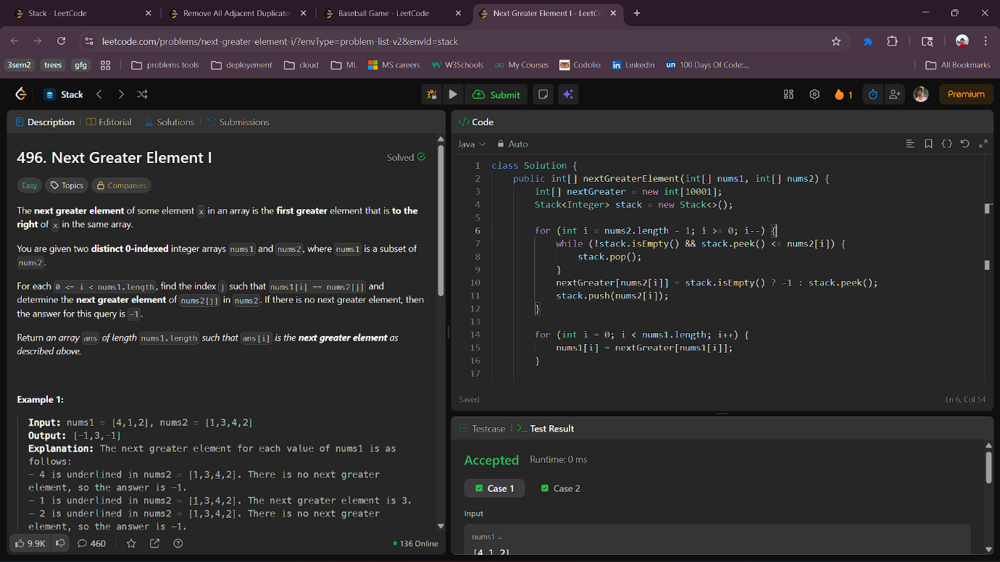 Stack - LeetCode
Remove All Adjacent Duplicates
Baseball Game - LeetCode
Next Greater Element I - LeetCo
leetcode.com/problems/next-greater-element-i/?envType=problem-list-v2&envId=stack
3sem2 trees gfg problems tools deployement cloud ML MS careers W3Schools My Courses Codolio LinkedIn 100 Days Of Code:... All Bookmarks
Stack Submit 1 Premium
Description Editorial Solutions Submissions
496. Next Greater Element I
Solved
Easy Topics Companies
The next greater element of some element x in an array is the first greater element that is to the
right of x in the same array.
You are given two distinct 0-indexed integer arrays nums1 and nums2, where nums1 is a subset of
nums2.
For each 0 <= i < nums1.length, find the index j such that nums1[i] == nums2[j] and
determine the next greater element of nums2[j] in nums2. If there is no next greater element, then
the answer for this query is -1.
Return an array ans of length nums1.length such that ans[i] is the next greater element as
described above.
Example 1:
Input: nums1 = [4,1,2], nums2 = [1,3,4,2]
Output: [-1,3,-1]
Explanation: The next greater element for each value of nums1 is as
follows:
- 4 is underlined in nums2 = [1,3,4,2]. There is no next greater
element, so the answer is -1.
- 1 is underlined in nums2 = [1,3,4,2]. The next greater element is 3.
- 2 is underlined in nums2 = [1,3,4,2]. There is no next greater
element, so the answer is -1.
9.9K 460 136 Online
Code
Java Auto
1 class Solution {
2 public int[] nextGreaterElement(int[] nums1, int[] nums2) {
3 int[] nextGreater = new int[10001];
4 Stack<Integer> stack = new Stack<>();
5
6 for (int i = nums2.length - 1; i >= 0; i--) {
7 while (!stack.isEmpty() && stack.peek() <= nums2[i]) {
8 stack.pop();
9 }
10 nextGreater[nums2[i]] = stack.isEmpty() ? -1 : stack.peek();
11 stack.push(nums2[i]);
12 }
13
14 for (int i = 0; i < nums1.length; i++) {
15 nums1[i] = nextGreater[nums1[i]];
16 }
17
Saved Ln 6, Col 54
Testcase Test Result
Accepted Runtime: 0 ms
Case 1 Case 2
Input
nums1 =
[4,1,2]